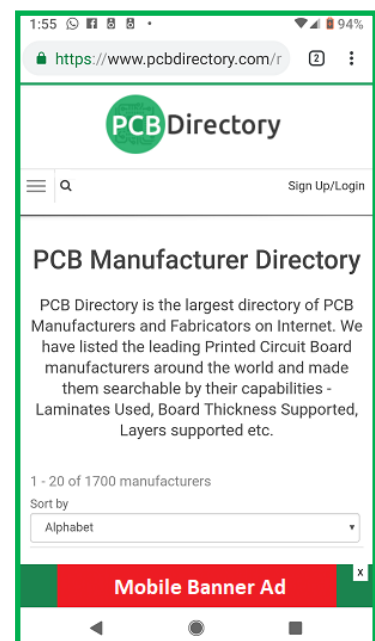 1:55 94%
https://www.pcbdirectory.com/r 2
PCB Directory
Sign Up/Login
PCB Manufacturer Directory
PCB Directory is the largest directory of PCB
Manufacturers and Fabricators on Internet. We
have listed the leading Printed Circuit Board
manufacturers around the world and made
them searchable by their capabilities -
Laminates Used, Board Thickness Supported,
Layers supported etc.
1 - 20 of 1700 manufacturers
Sort by
Alphabet
x
Mobile Banner Ad